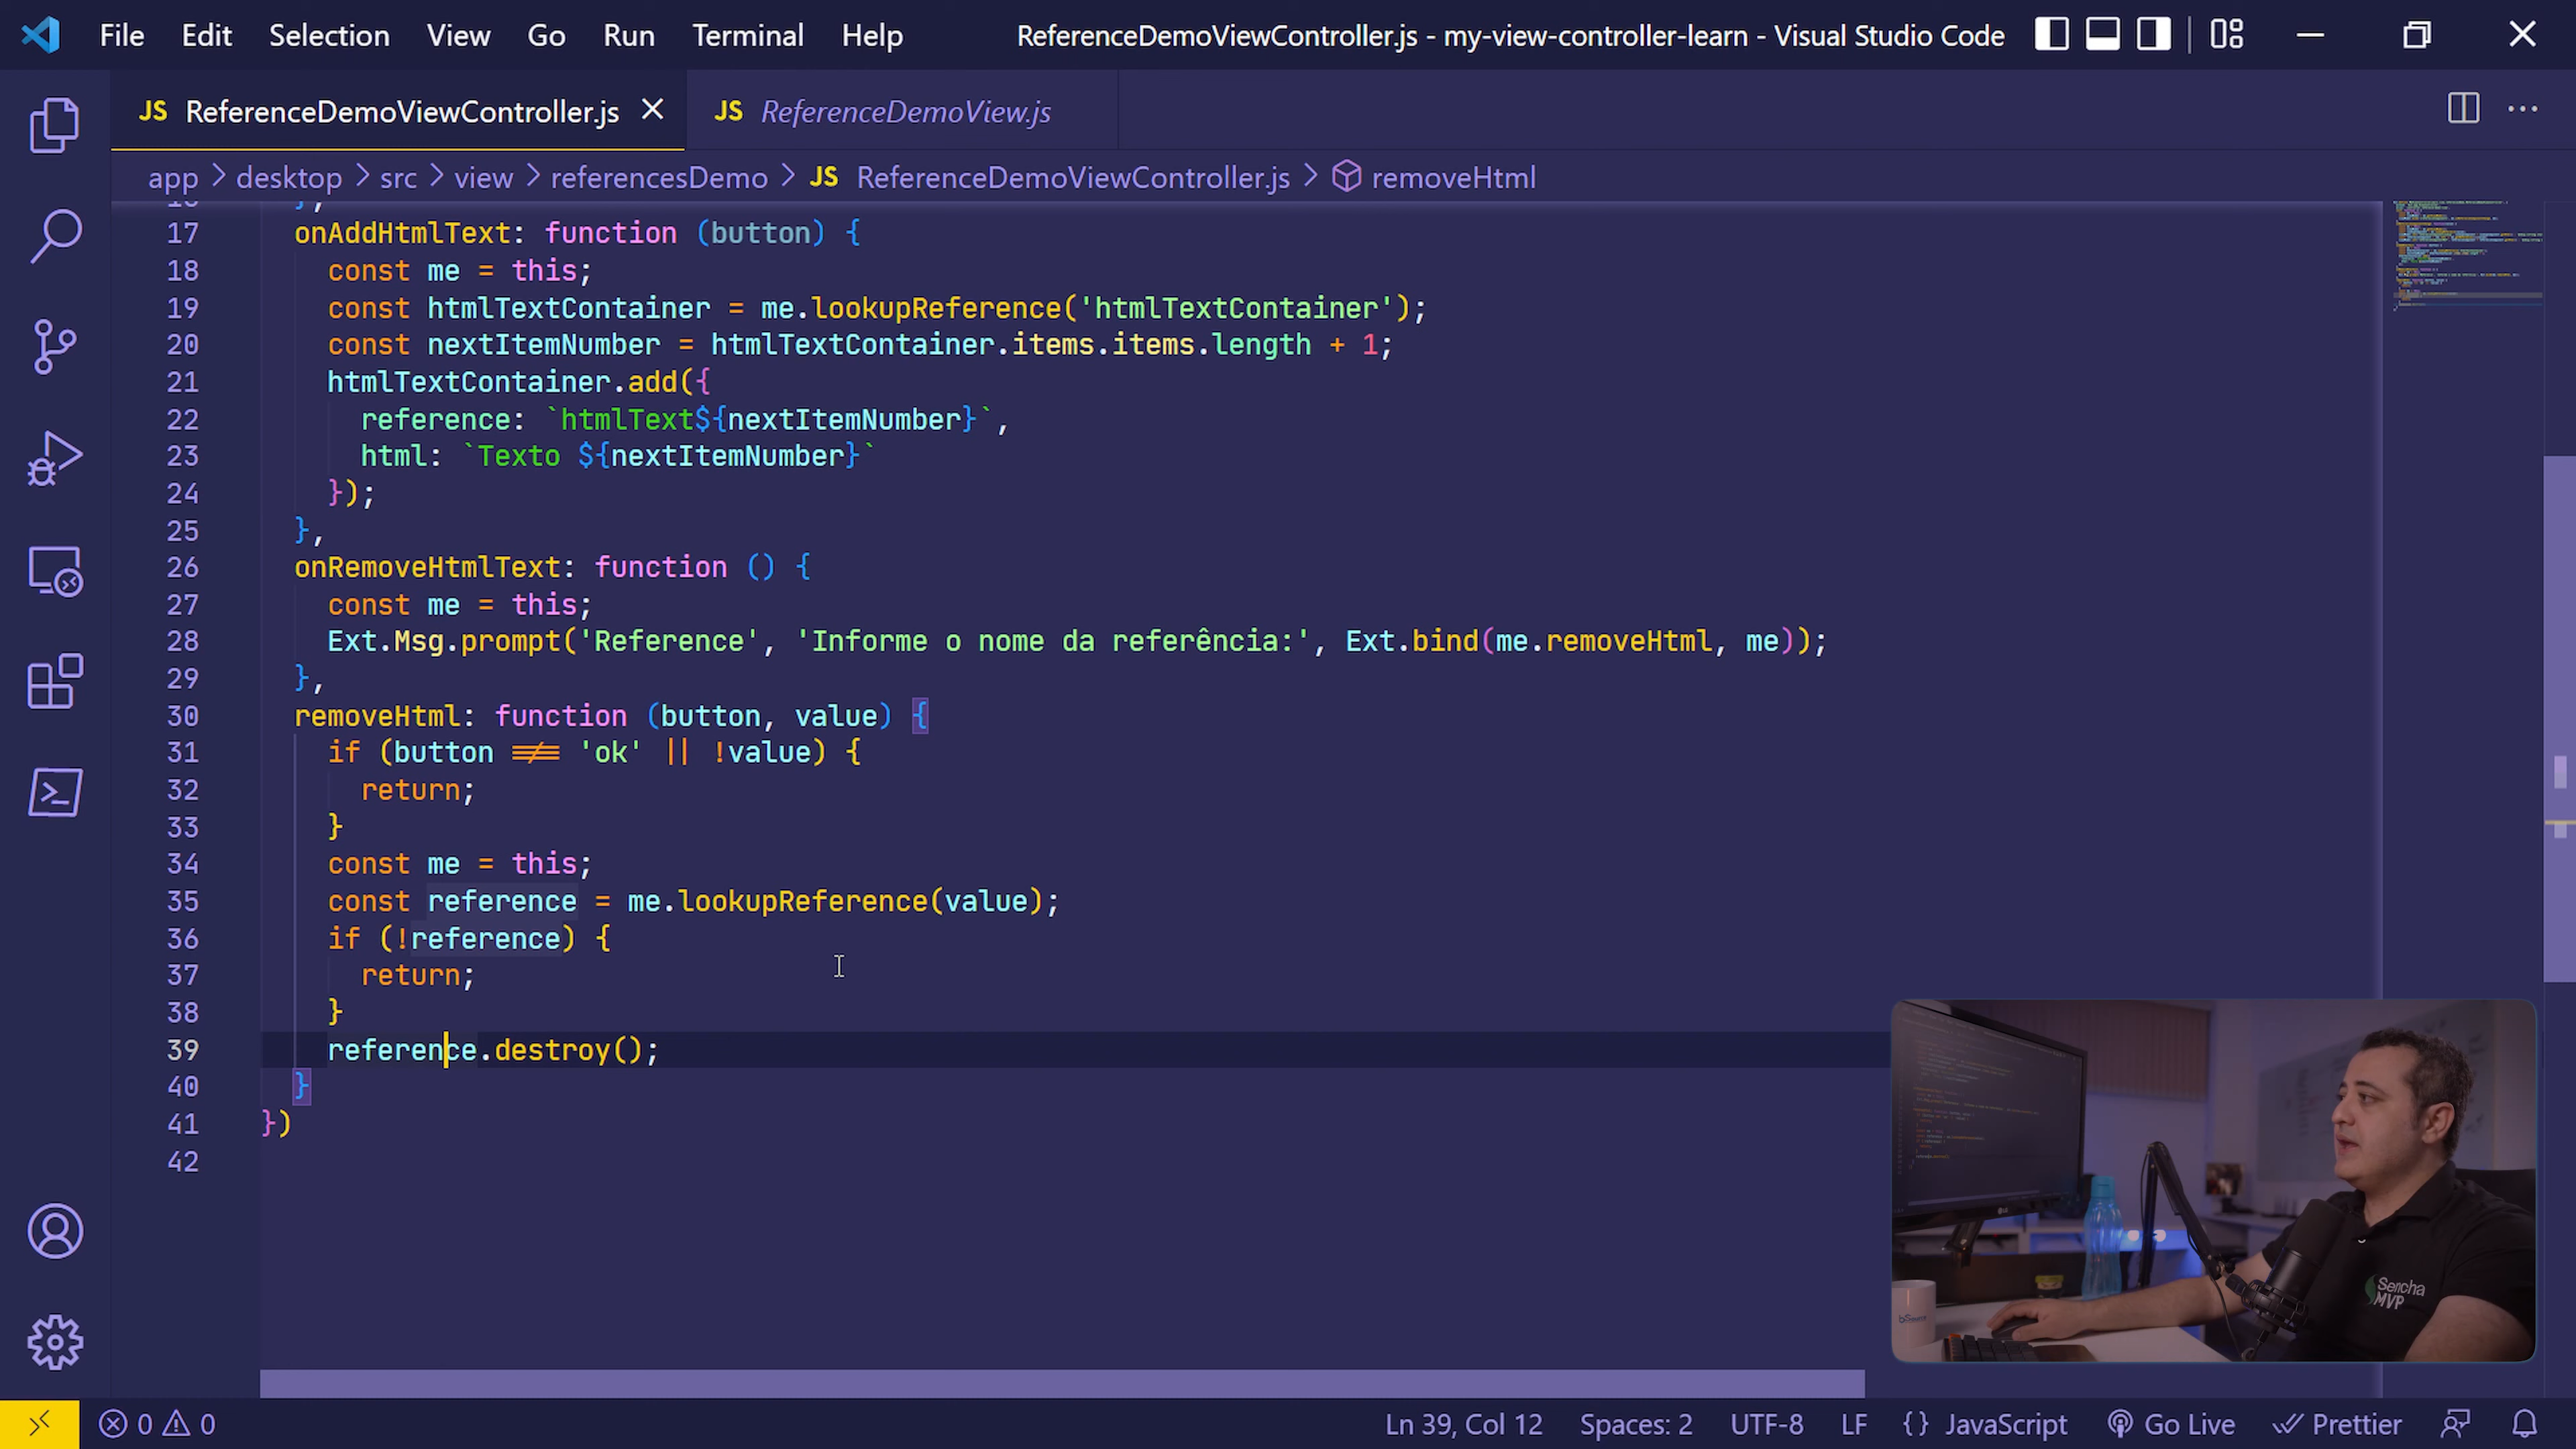 File Edit Selection View Go Run Terminal Help ReferenceDemoViewController.js - my-view-controller-learn - Visual Studio Code
JS ReferenceDemoViewController.js JS ReferenceDemoView.js
app > desktop > src > view > referencesDemo > JS ReferenceDemoViewController.js > removeHtml
16 },
17 onAddHtmlText: function (button) {
18 const me = this;
19 const htmlTextContainer = me.lookupReference('htmlTextContainer');
20 const nextItemNumber = htmlTextContainer.items.items.length + 1;
21 htmlTextContainer.add({
22 reference: `htmlText${nextItemNumber}`,
23 html: `Texto ${nextItemNumber}`
24 });
25 },
26 onRemoveHtmlText: function () {
27 const me = this;
28 Ext.Msg.prompt('Reference', 'Informe o nome da referência:', Ext.bind(me.removeHtml, me));
29 },
30 removeHtml: function (button, value) {
31 if (button !== 'ok' || !value) {
32 return;
33 }
34 const me = this;
35 const reference = me.lookupReference(value);
36 if (!reference) {
37 return;
38 }
39 reference.destroy();
40 }
41 })
42
Sencha
MVP
0 0 Ln 39, Col 12 Spaces: 2 UTF-8 LF {} JavaScript Go Live Prettier